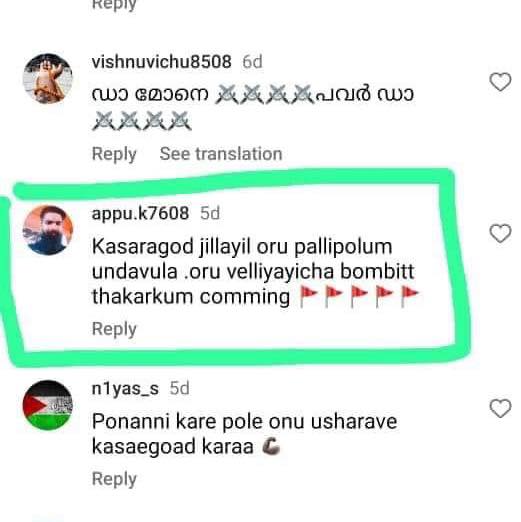 Reply
vishnuvichu8508 6d
ഡാ മോനെ ⚔️⚔️⚔️⚔️പവർ ഡാ
⚔️⚔️⚔️⚔️
Reply See translation
appu.k7608 5d
Kasaragod jillayil oru pallipolum
undavula .oru velliyayicha bombitt
thakarkum comming 🚩🚩🚩🚩🚩
Reply
n1yas_s 5d
Ponanni kare pole onu usharave
kasaegoad karaa 💪🏿
Reply